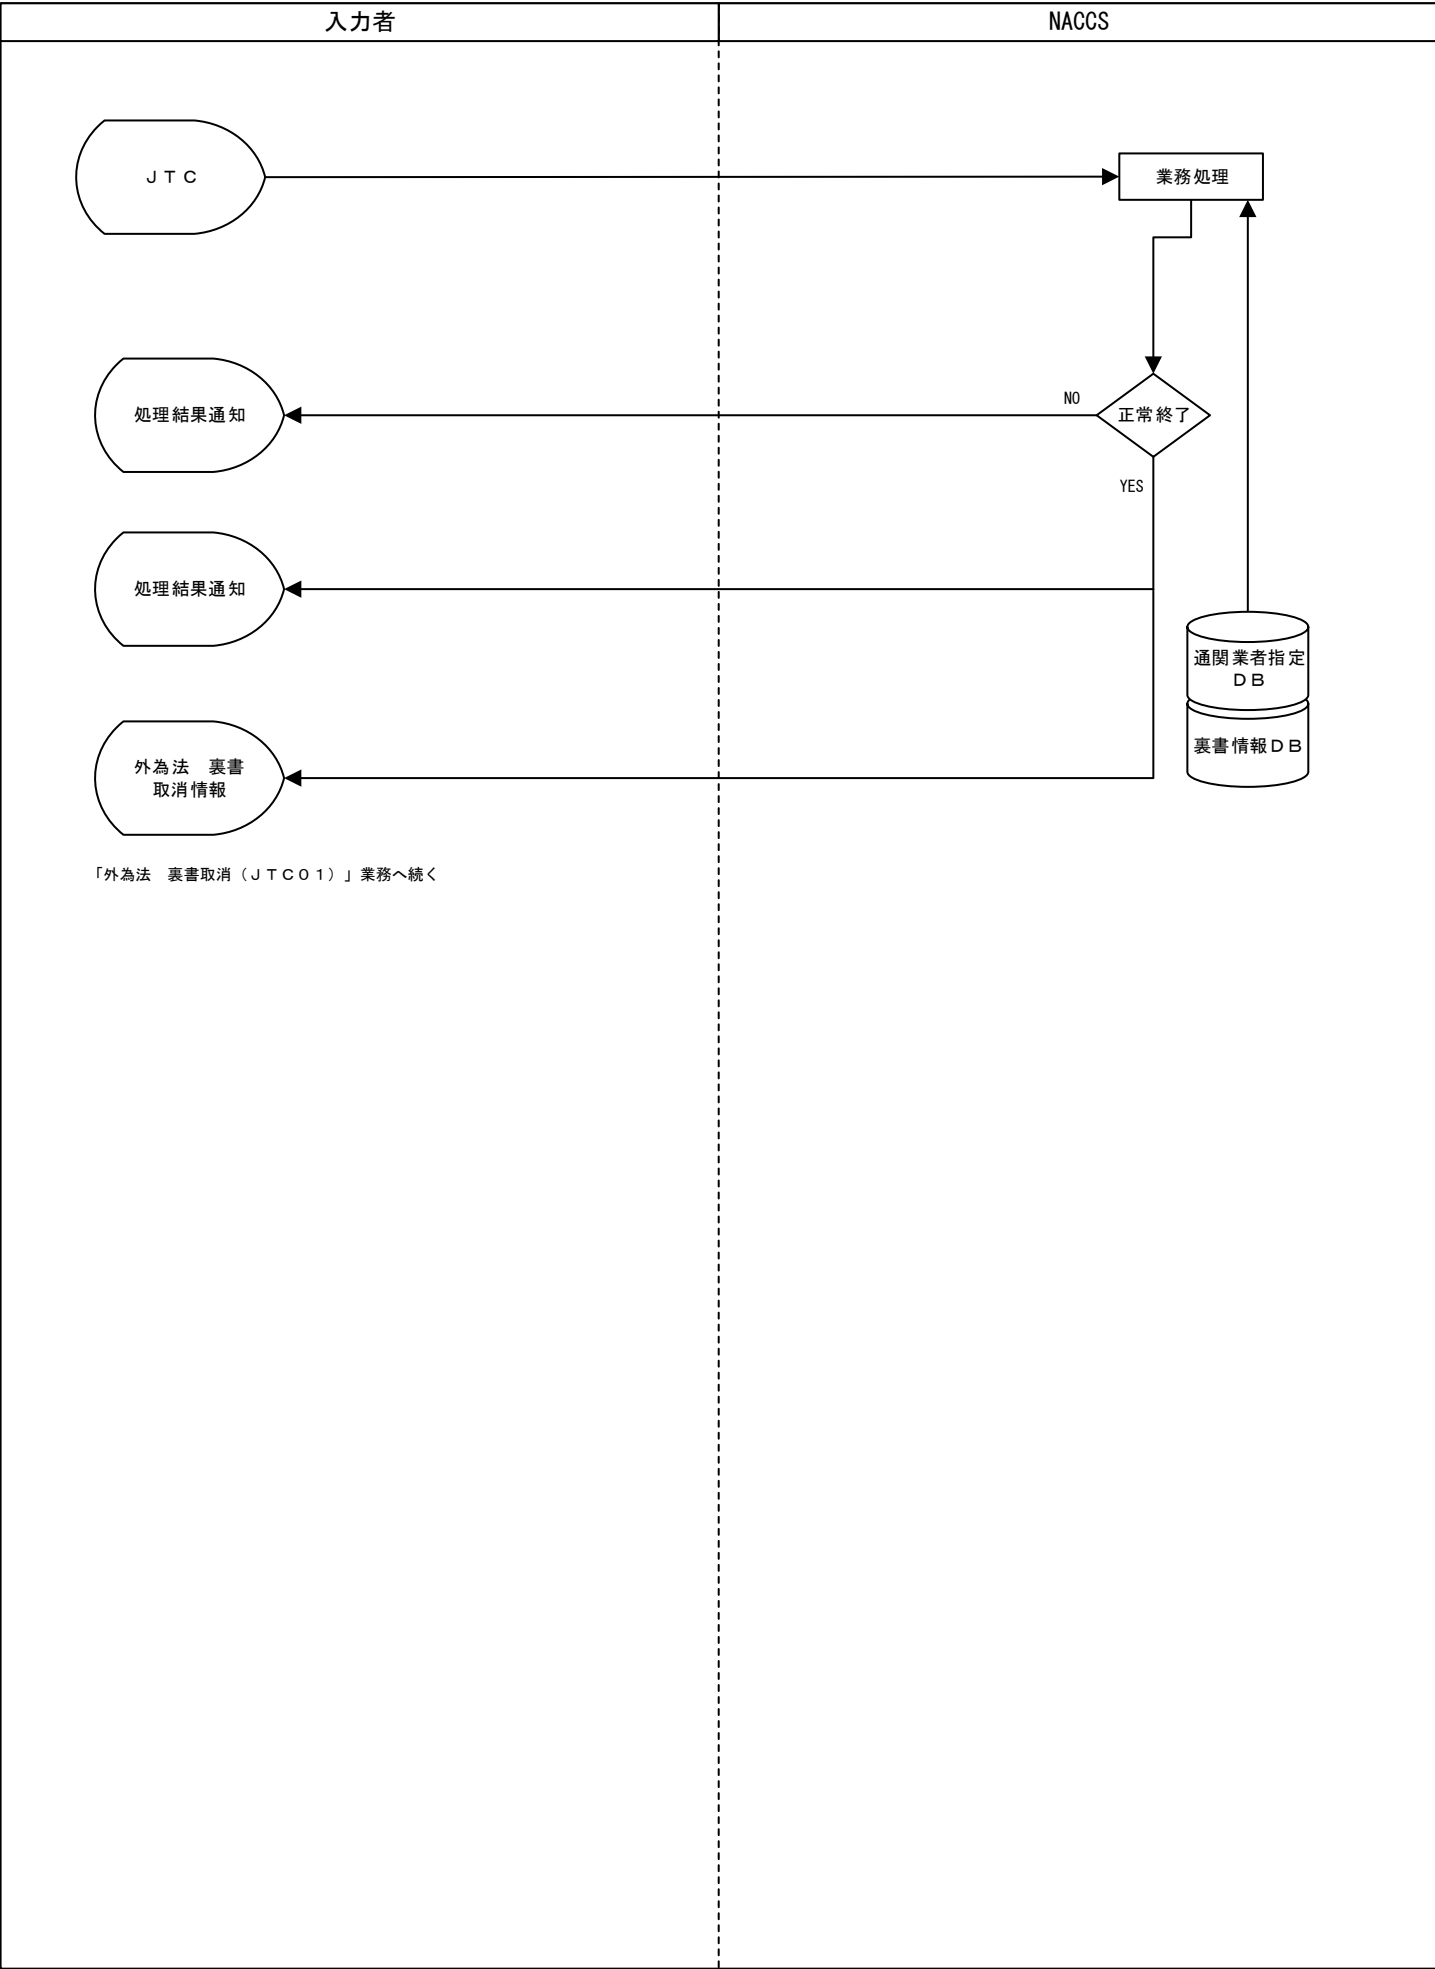 入力者
NACCS
ＪＴＣ
業務処理
処理結果通知
NO
正常終了
YES
処理結果通知
通関業者指定
ＤＢ
裏書情報ＤＢ
外為法　裏書
取消情報
「外為法　裏書取消（ＪＴＣ０１）」業務へ続く